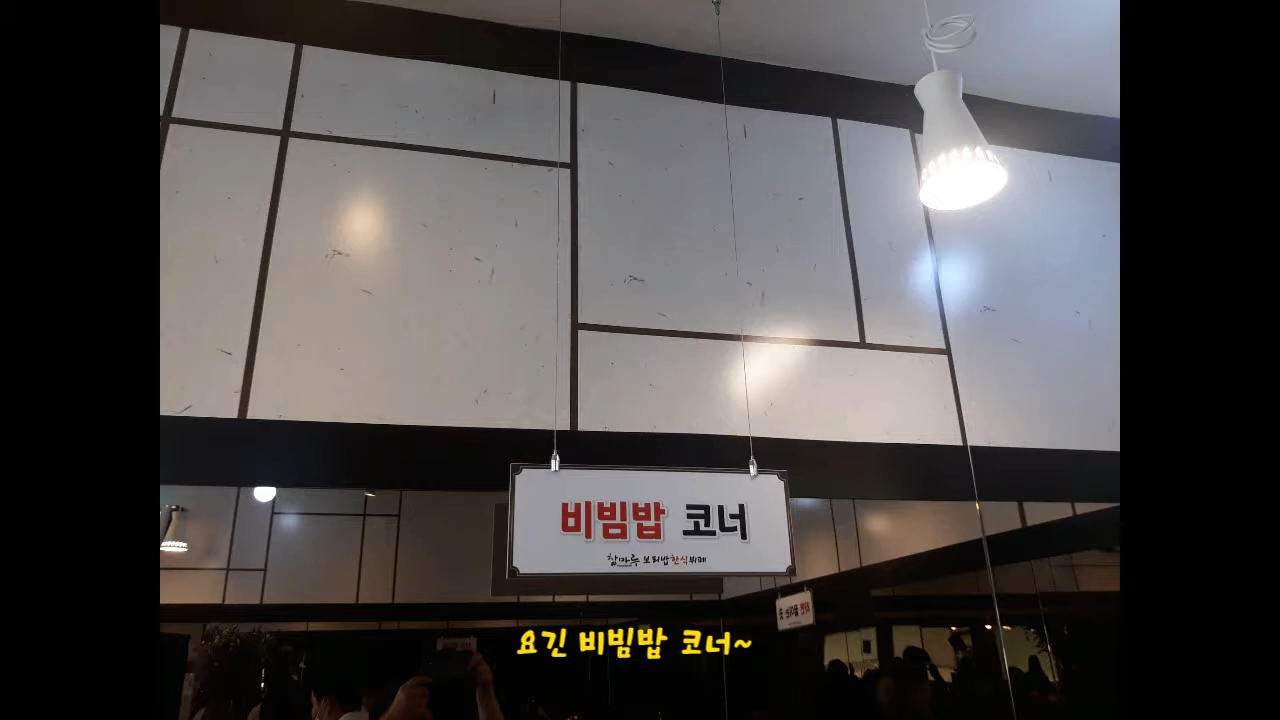 비빔밥 코너
참마루 보리밥한식뷔페
요긴 비빔밥 코너~